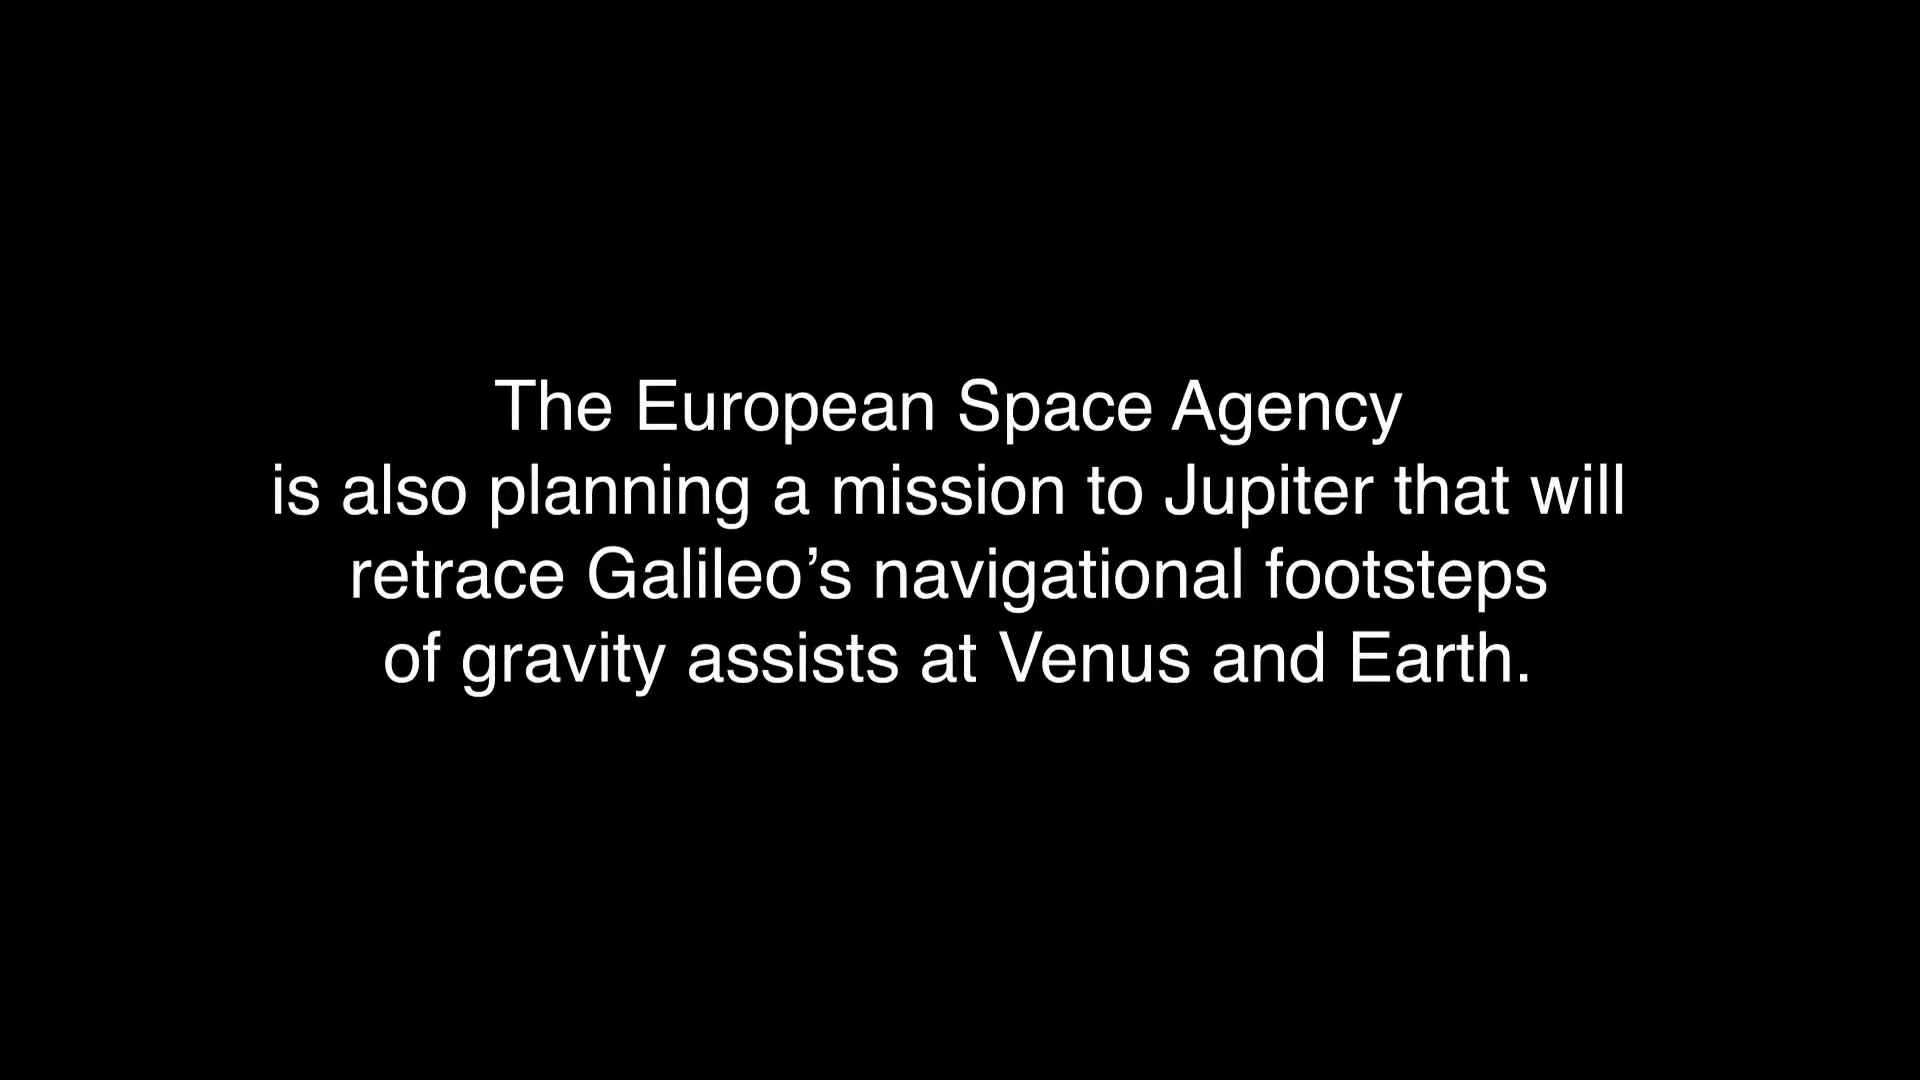 The European Space Agency
is also planning a mission to Jupiter that will
retrace Galileo’s navigational footsteps
of gravity assists at Venus and Earth.